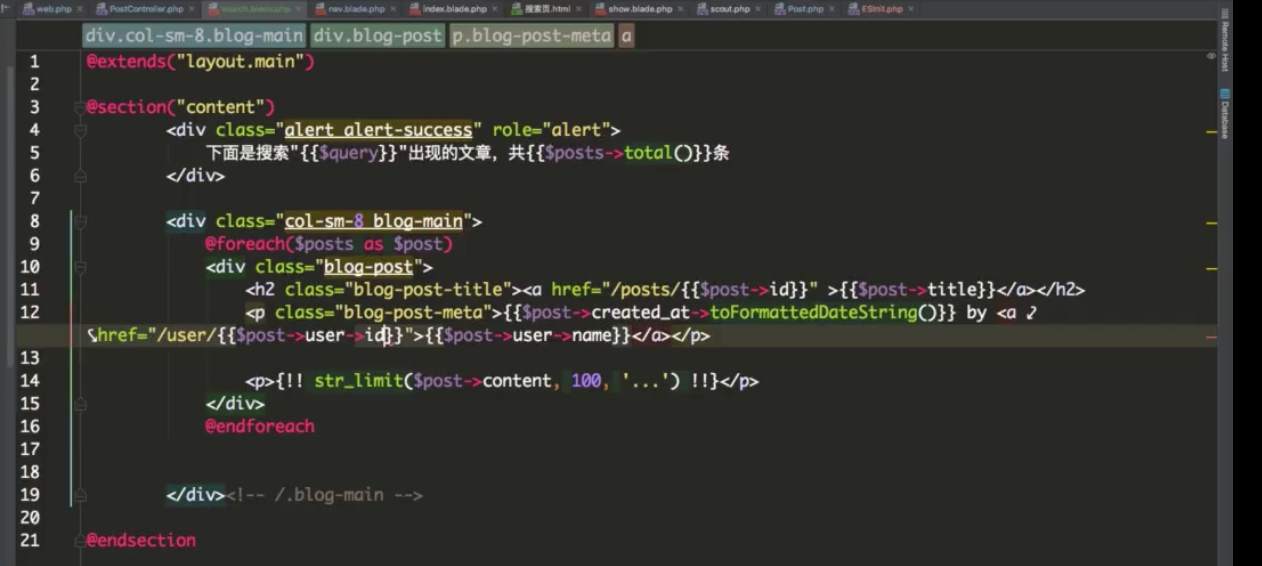 web.php PostController.php search.blade.php nav.blade.php index.blade.php 搜索页.html show.blade.php scout.php Post.php ESInit.php
div.col-sm-8.blog-main div.blog-post p.blog-post-meta a
1 @extends("layout.main")
2
3 @section("content")
4 <div class="alert alert-success" role="alert">
5 下面是搜索"{{$query}}"出现的文章，共{{$posts->total()}}条
6 </div>
7
8 <div class="col-sm-8 blog-main">
9 @foreach($posts as $post)
10 <div class="blog-post">
11 <h2 class="blog-post-title"><a href="/posts/{{$post->id}}" >{{$post->title}}</a></h2>
12 <p class="blog-post-meta">{{$post->created_at->toFormattedDateString()}} by <a
href="/user/{{$post->user->id}}">{{$post->user->name}}</a></p>
13
14 <p>{!! str_limit($post->content, 100, '...') !!}</p>
15 </div>
16 @endforeach
17
18
19 </div><!-- /.blog-main -->
20
21 @endsection
Remote Host
Database